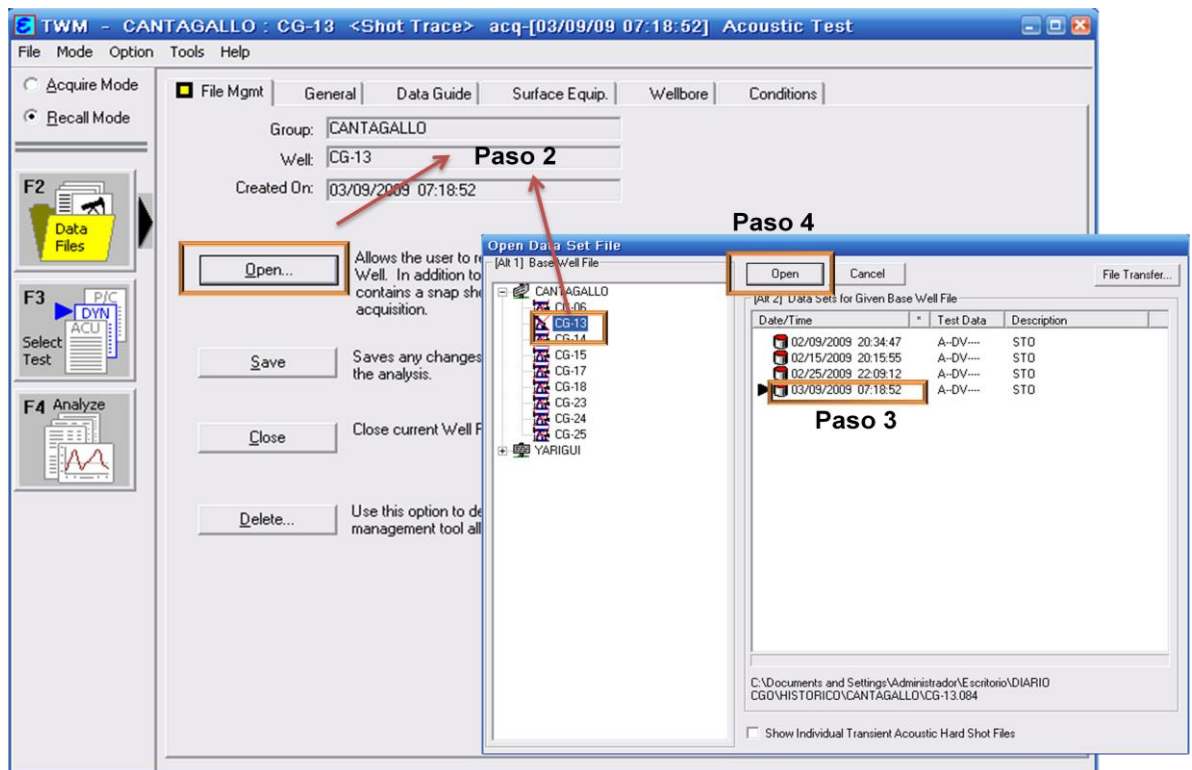 TWM - CANTAGALLO : CG-13 <Shot Trace> acq-[03/09/09 07:18:52] Acoustic Test
File Mode Option Tools Help
Acquire Mode
Recall Mode
F2
Data
Files
F3
P/C
DYN
ACU
Select
Test
F4 Analyze
File Mgmt General Data Guide Surface Equip. Wellbore Conditions
Group: CANTAGALLO
Well: CG-13
Created On: 03/09/2009 07:18:52
Paso 2
Open...
Allows the user to
Well. In addition to
contains a snap
acquisition.
Save
Saves any changes
the analysis.
Close
Close current Well
Delete...
Use this option to
management tool
Paso 4
Open Data Set File
[Alt 1] Base Well File
CANTAGALLO
CG-06
CG-13
CG-14
CG-15
CG-17
CG-18
CG-23
CG-24
CG-25
YARIGUI
Open Cancel File Transfer...
[Alt 2] Data Sets for Given Base Well File
Date/Time * Test Data Description
02/09/2009 20:34:47 A--DV---- STO
02/15/2009 20:15:55 A--DV---- STO
02/25/2009 22:09:12 A--DV---- STO
03/09/2009 07:18:52 A--DV---- STO
Paso 3
C:\Documents and Settings\Administrador\Escritorio\DIARIO
CGO\HISTORICO\CANTAGALLO\CG-13.084
Show Individual Transient Acoustic Hard Shot Files